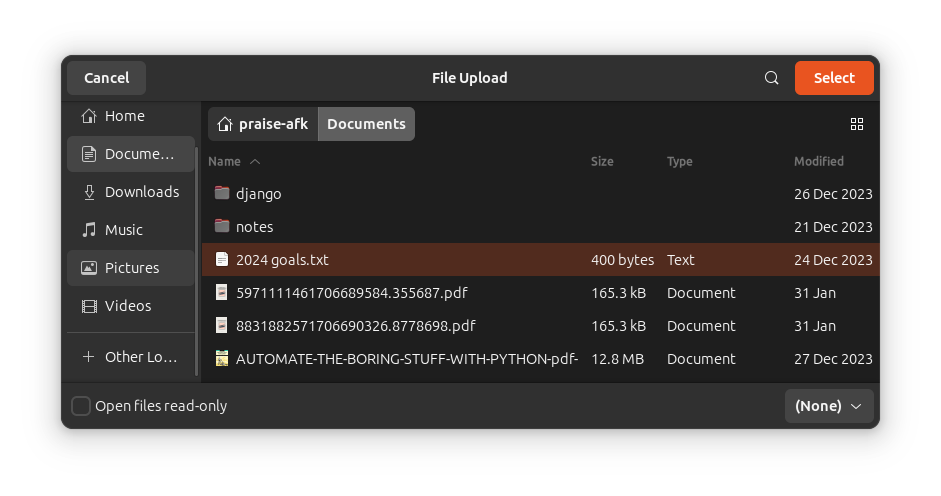 Cancel File Upload Select
Home
Docume...
Downloads
Music
Pictures
Videos
Other Lo...
praise-afk Documents
Name Size Type Modified
django 26 Dec 2023
notes 21 Dec 2023
2024 goals.txt 400 bytes Text 24 Dec 2023
5971111461706689584.355687.pdf 165.3 kB Document 31 Jan
8831882571706690326.8778698.pdf 165.3 kB Document 31 Jan
AUTOMATE-THE-BORING-STUFF-WITH-PYTHON-pdf- 12.8 MB Document 27 Dec 2023
Open files read-only (None)